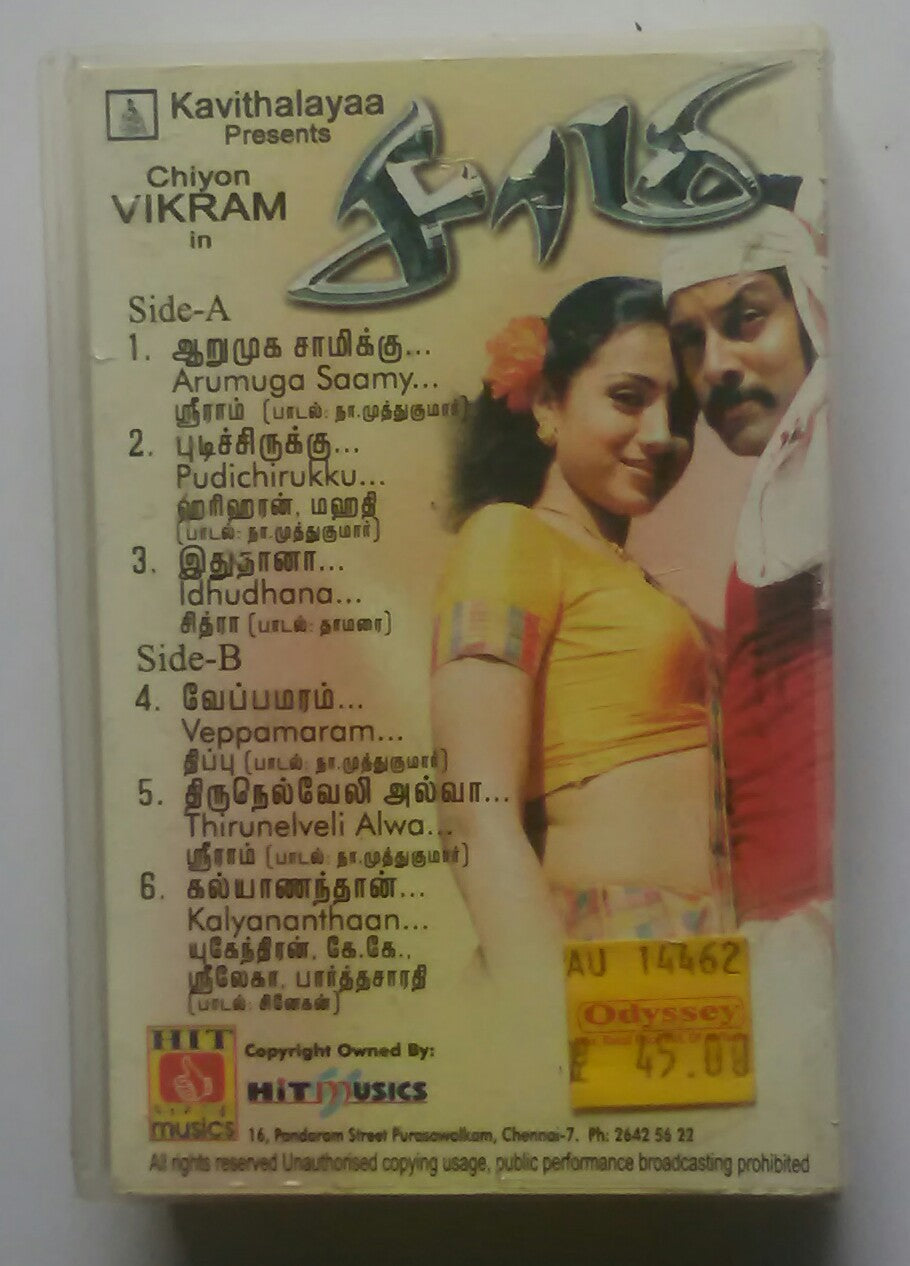 Kavithalayaa
Presents
Chiyon
VIKRAM
in
சாமி
Side-A
1. ஆறுமுக சாமிக்கு...
Arumuga Saamy...
ஸ்ரீராம் (பாடல்: நா.முத்துகுமார்)
2. புடிச்சிருக்கு...
Pudichirukku...
ஹரிஹரன், மஹதி
(பாடல்: நா.முத்துகுமார்)
3. இதுதானா...
Idhudhana...
சித்ரா (பாடல்: தாமரை)
Side-B
4. வேப்பமரம்...
Veppamaram...
திப்பு (பாடல்: நா.முத்துகுமார்)
5. திருநெல்வேலி அல்வா...
Thirunelveli Alwa...
ஸ்ரீராம் (பாடல்: நா.முத்துகுமார்)
6. கல்யாணந்தான்...
Kalyananthaan...
யுகேந்திரன், கே.கே.,
ஸ்ரீலேகா, பார்த்தசாரதி
(பாடல்: சினேகன்)
AU 14462
Odyssey
45.00
HIT
musics
Copyright Owned By:
HiT MUSICS
16, Pandaram Street Purasawalkam, Chennai-7. Ph: 2642 56 22
All rights reserved Unauthorised copying usage, public performance broadcasting prohibited